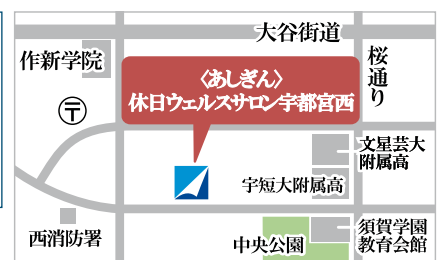 大谷街道
作新学院
桜通り
〈あしぎん〉
休日ウェルスサロン宇都宮西
〒
文星芸大
附属高
宇短大附属高
西消防署
中央公園
須賀学園
教育会館